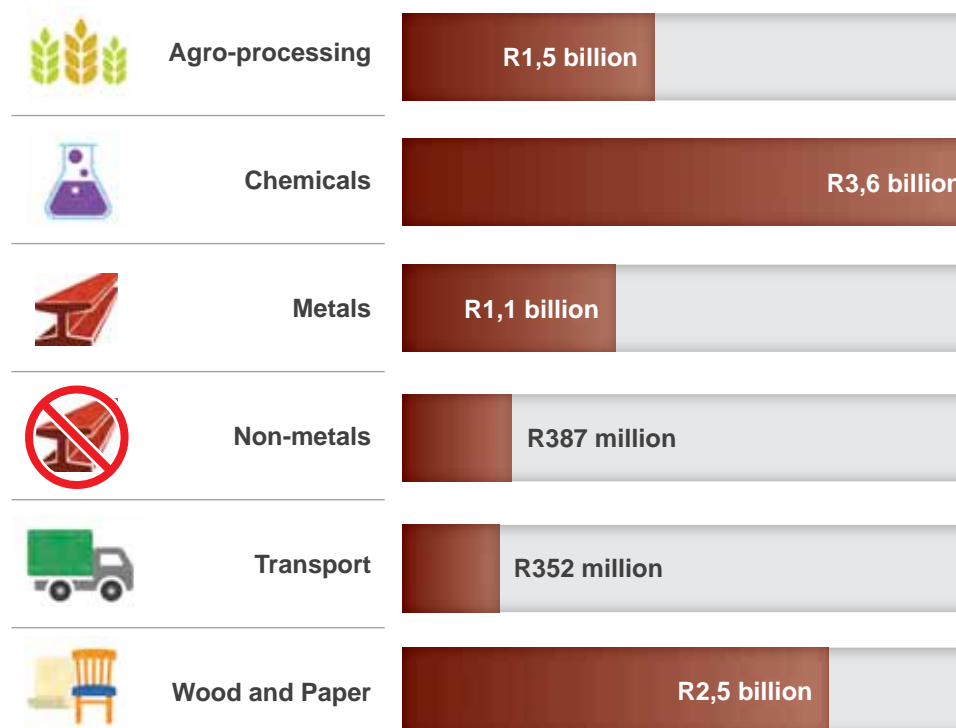 Agro-processing
R1,5 billion
Chemicals
R3,6 billion
Metals
R1,1 billion
Non-metals
R387 million
Transport
R352 million
Wood and Paper
R2,5 billion